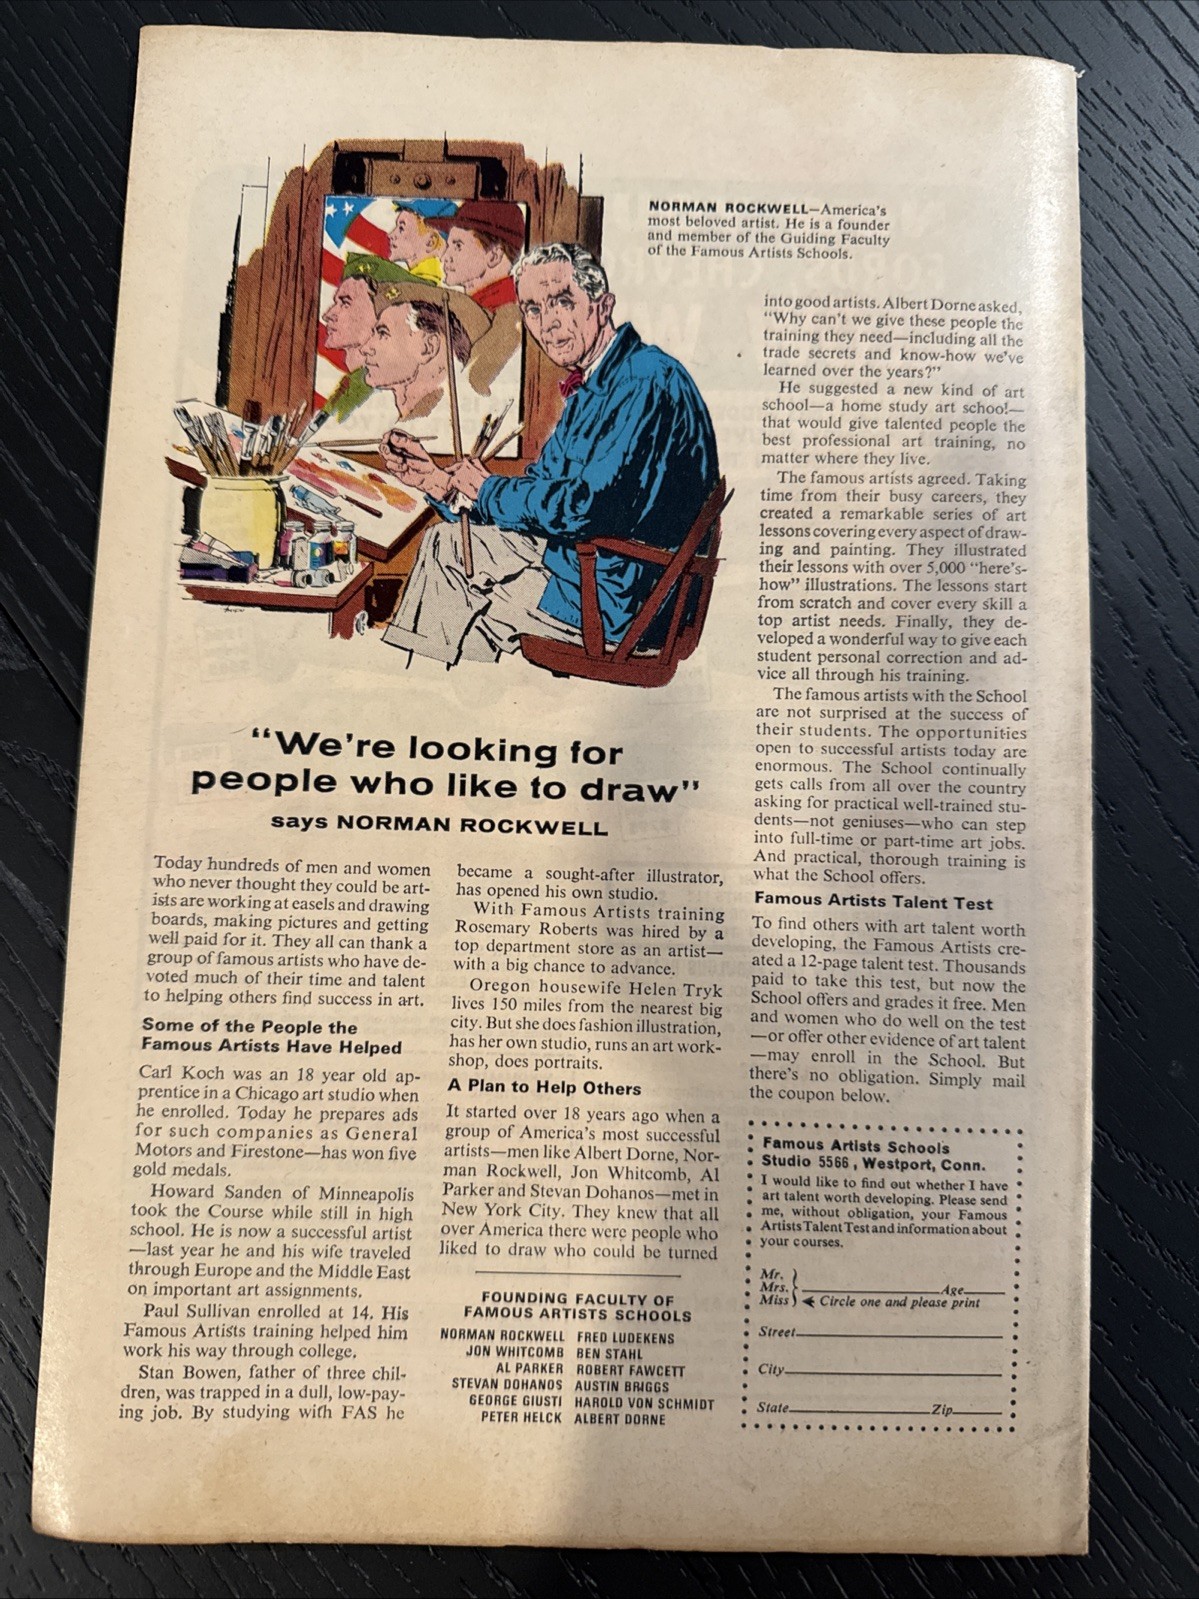 NORMAN ROCKWELL—America's
most beloved artist. He is a founder
and member of the Guiding Faculty
of the Famous Artists Schools.
"We're looking for
people who like to draw"
says NORMAN ROCKWELL
Today hundreds of men and women
who never thought they could be art-
ists are working at easels and drawing
boards, making pictures and getting
well paid for it. They all can thank a
group of famous artists who have de-
voted much of their time and talent
to helping others find success in art.
Some of the People the
Famous Artists Have Helped
Carl Koch was an 18 year old ap-
prentice in a Chicago art studio when
he enrolled. Today he prepares ads
for such companies as General
Motors and Firestone—has won five
gold medals.
Howard Sanden of Minneapolis
took the Course while still in high
school. He is now a successful artist
—last year he and his wife traveled
through Europe and the Middle East
on important art assignments.
Paul Sullivan enrolled at 14. His
Famous Artists training helped him
work his way through college.
Stan Bowen, father of three chil-
dren, was trapped in a dull, low-pay-
ing job. By studying with FAS he
became a sought-after illustrator,
has opened his own studio.
With Famous Artists training
Rosemary Roberts was hired by a
top department store as an artist—
with a big chance to advance.
Oregon housewife Helen Tryk
lives 150 miles from the nearest big
city. But she does fashion illustration,
has her own studio, runs an art work-
shop, does portraits.
A Plan to Help Others
It started over 18 years ago when a
group of America's most successful
artists—men like Albert Dorne, Nor-
man Rockwell, Jon Whitcomb, Al
Parker and Stevan Dohanos—met in
New York City. They knew that all
over America there were people who
liked to draw who could be turned
FOUNDING FACULTY OF
FAMOUS ARTISTS SCHOOLS
NORMAN ROCKWELL FRED LUDEKENS
JON WHITCOMB BEN STAHL
AL PARKER ROBERT FAWCETT
STEVAN DOHANOS AUSTIN BRIGGS
GEORGE GIUSTI HAROLD VON SCHMIDT
PETER HELCK ALBERT DORNE
into good artists. Albert Dorne asked,
"Why can't we give these people the
training they need—including all the
trade secrets and know-how we've
learned over the years?"
He suggested a new kind of art
school—a home study art school—
that would give talented people the
best professional art training, no
matter where they live.
The famous artists agreed. Taking
time from their busy careers, they
created a remarkable series of art
lessons covering every aspect of draw-
ing and painting. They illustrated
their lessons with over 5,000 "here's-
how" illustrations. The lessons start
from scratch and cover every skill a
top artist needs. Finally, they de-
veloped a wonderful way to give each
student personal correction and ad-
vice all through his training.
The famous artists with the School
are not surprised at the success of
their students. The opportunities
open to successful artists today are
enormous. The School continually
gets calls from all over the country
asking for practical well-trained stu-
dents—not geniuses—who can step
into full-time or part-time art jobs.
And practical, thorough training is
what the School offers.
Famous Artists Talent Test
To find others with art talent worth
developing, the Famous Artists cre-
ated a 12-page talent test. Thousands
paid to take this test, but now the
School offers and grades it free. Men
and women who do well on the test
—or offer other evidence of art talent
—may enroll in the School. But
there's no obligation. Simply mail
the coupon below.
Famous Artists Schools
Studio 5566, Westport, Conn.
I would like to find out whether I have
art talent worth developing. Please send
me, without obligation, your Famous
Artists Talent Test and information about
your courses.
Mr.
Mrs. Age
Miss Circle one and please print
Street
City
State Zip